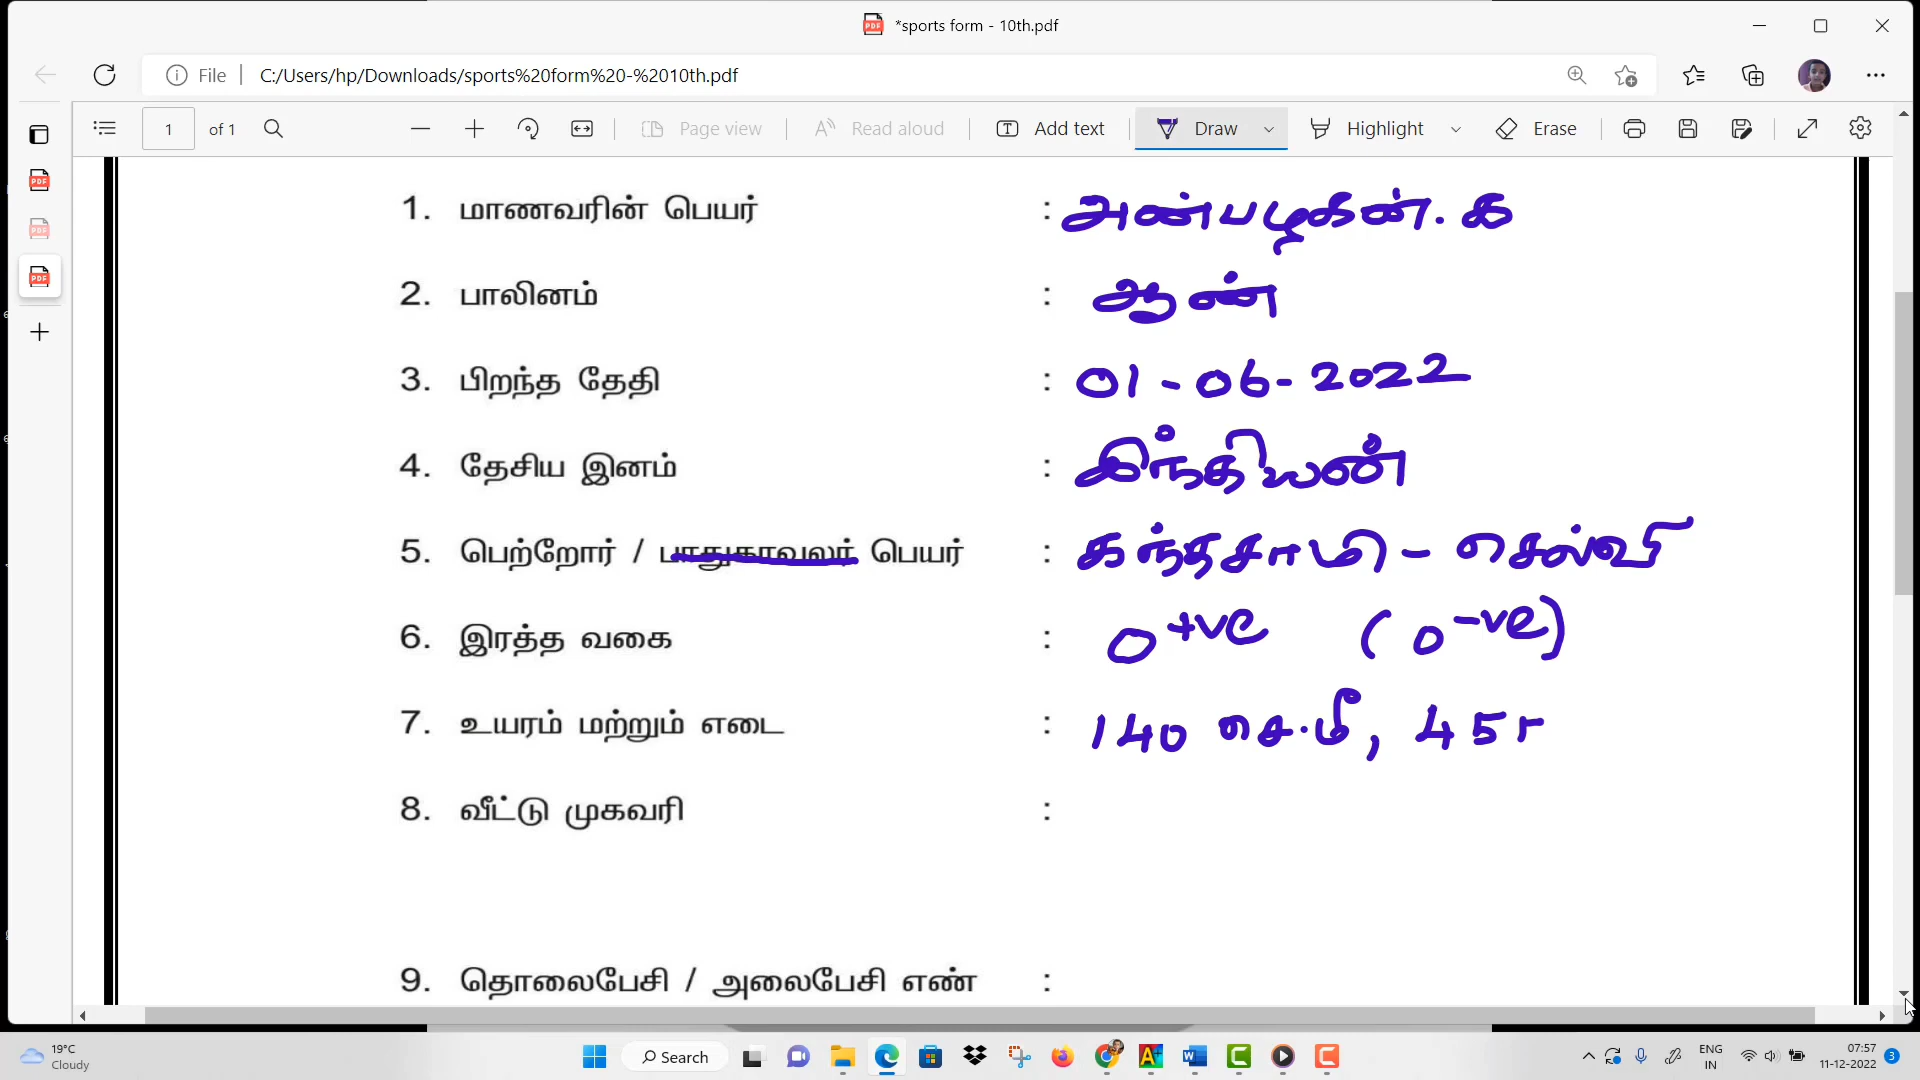 *sports form - 10th.pdf
File C:/Users/hp/Downloads/sports%20form%20-%2010th.pdf
1 of 1 Page view Read aloud Add text Draw Highlight Erase
1. மாணவரின் பெயர் : அன்பழகன். க
2. பாலினம் : ஆண்
3. பிறந்த தேதி : 01-06-2022
4. தேசிய இனம் : இந்தியன்
5. பெற்றோர் / பாதுகாவலர் பெயர் : கந்தசாமி - செல்வி
6. இரத்த வகை : O +ve (O -ve)
7. உயரம் மற்றும் எடை : 140 செ.மீ, 45
8. வீட்டு முகவரி :
9. தொலைபேசி / அலைபேசி எண் :
19°C
Cloudy
Search
ENG
IN
07:57
11-12-2022
3